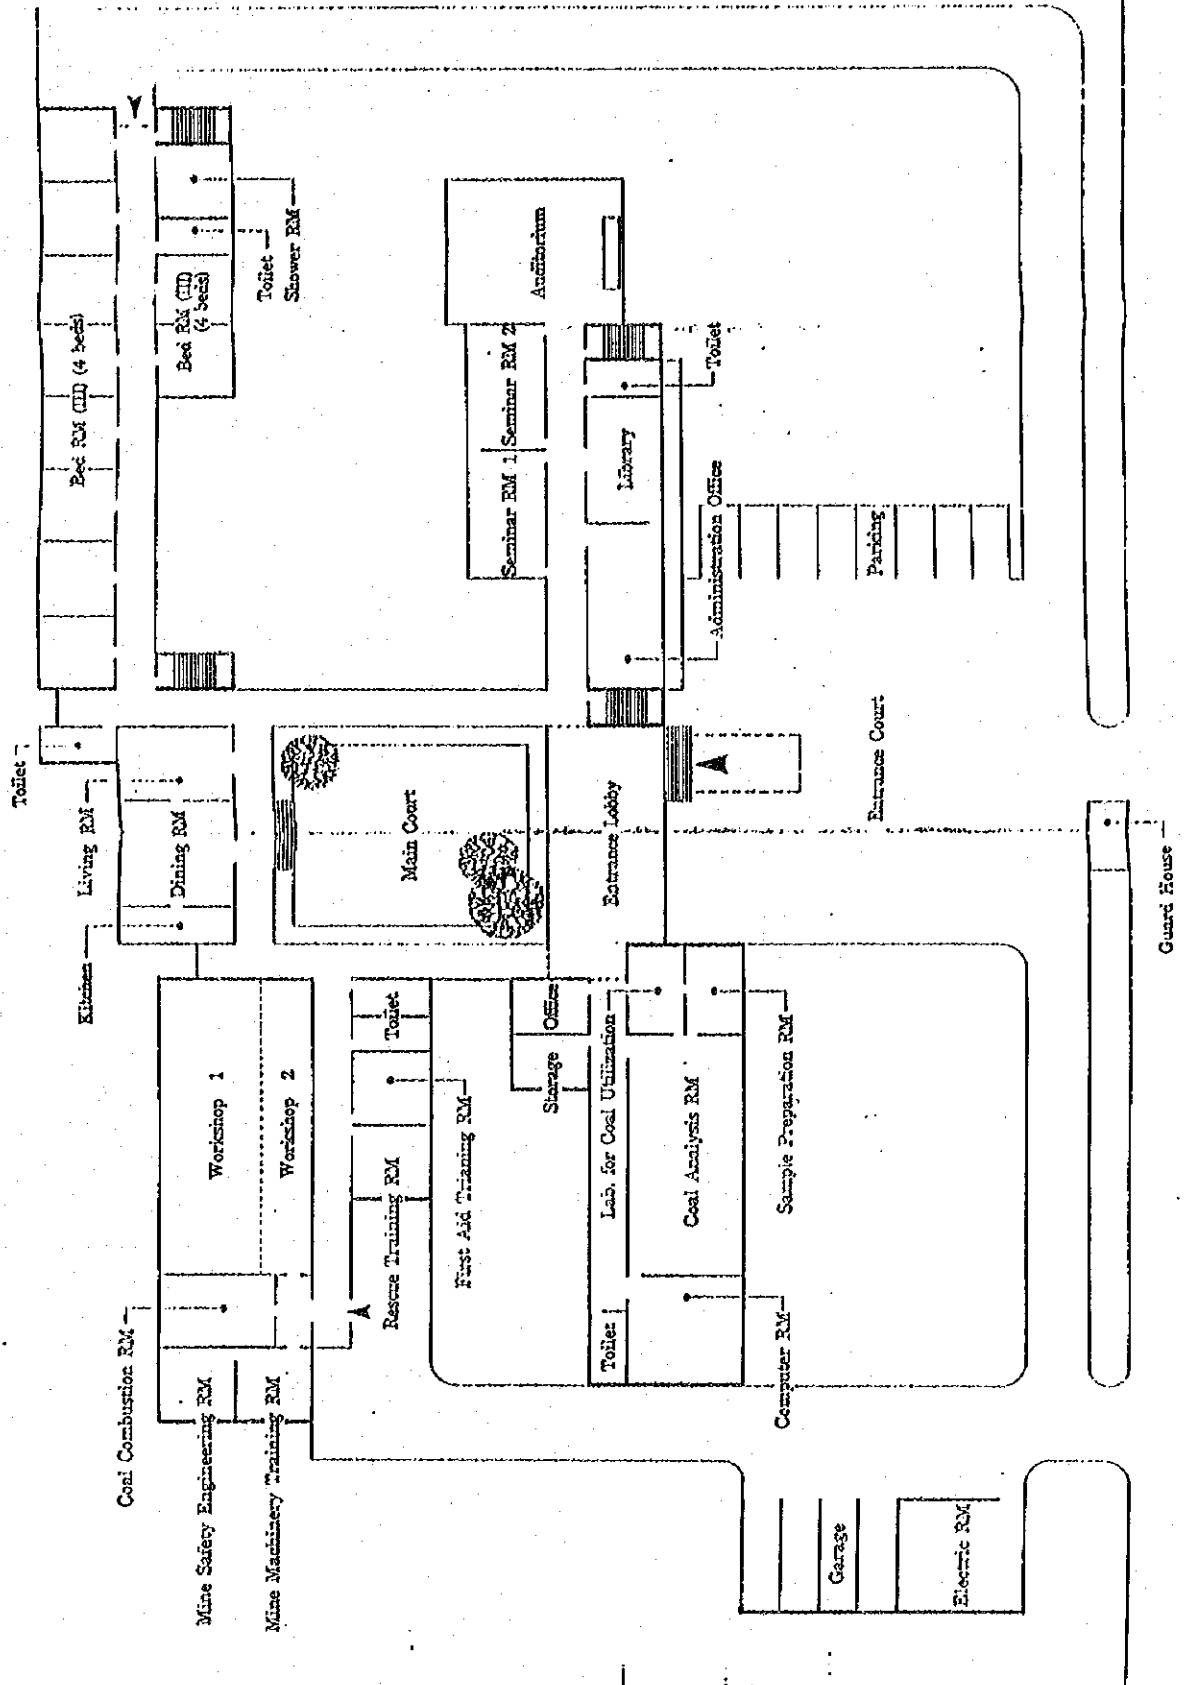 Toilet
Kitchen
Living RM
Dining RM
Bed RM (III) (4 beds)
Bed RM (III)
(4 beds)
Toilet
Shower RM
Coal Combustion RM
Mine Safety Engineering RM
Mine Machinery Training RM
Workshop 1
Workshop 2
Toilet
Rescue Training RM
First Aid Trianing RM
Main Court
Seminar RM 1
Seminar RM 2
Auditorium
Storage
Office
Entrance Lobby
Library
Toilet
Administration Office
Toilet
Lab. for Coal Utilization
Coal Analysis RM
Computer RM
Sample Preparation RM
Parking
Entrance Court
Garage
Electric RM
Guard House